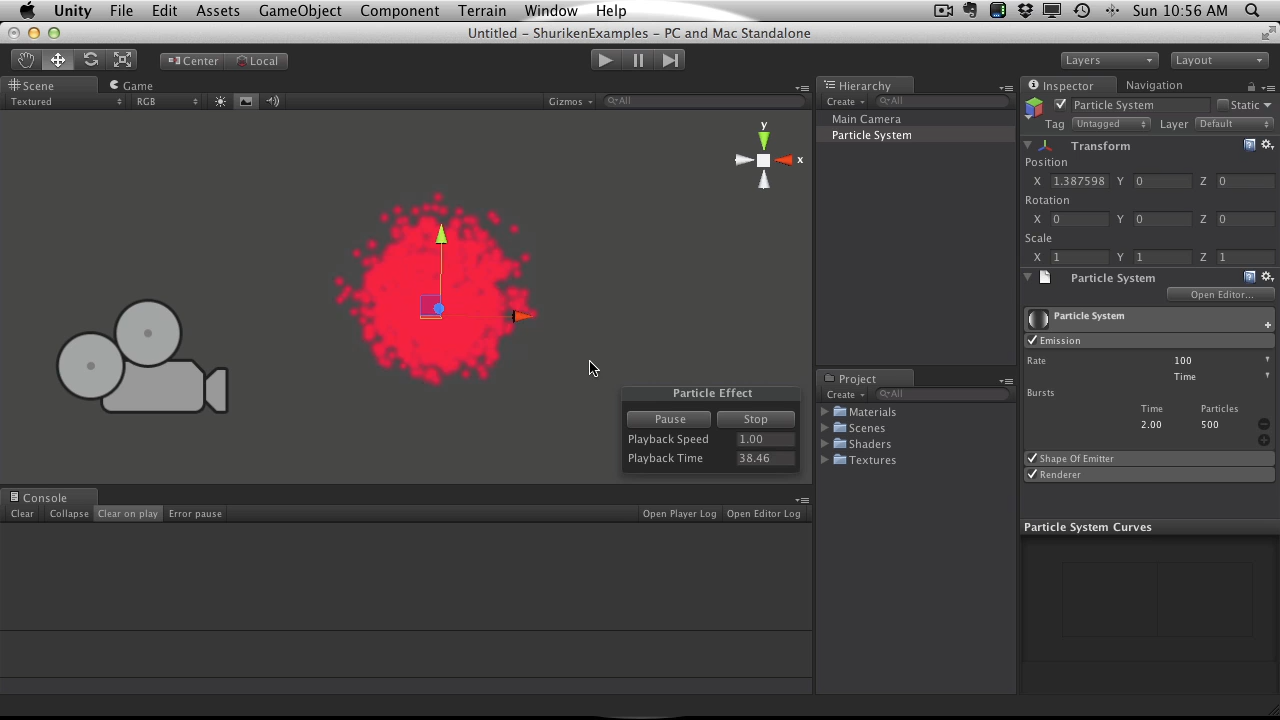 Unity File Edit Assets GameObject Component Terrain Window Help Sun 10:56 AM
Untitled – ShurikenExamples – PC and Mac Standalone
Center Local Layers Layout
Scene Game
Textured RGB Gizmos All
y
x
Particle Effect
Pause Stop
Playback Speed 1.00
Playback Time 38.46
Console
Clear Collapse Clear on play Error pause Open Player Log Open Editor Log
Hierarchy
Create All
Main Camera
Particle System
Project
Create All
Materials
Scenes
Shaders
Textures
Inspector Navigation
Particle System Static
Tag Untagged Layer Default
Transform
Position
X 1.387598 Y 0 Z 0
Rotation
X 0 Y 0 Z 0
Scale
X 1 Y 1 Z 1
Particle System
Open Editor...
Particle System
Emission
Rate 100
Time
Bursts
Time Particles
2.00 500
Shape Of Emitter
Renderer
Particle System Curves